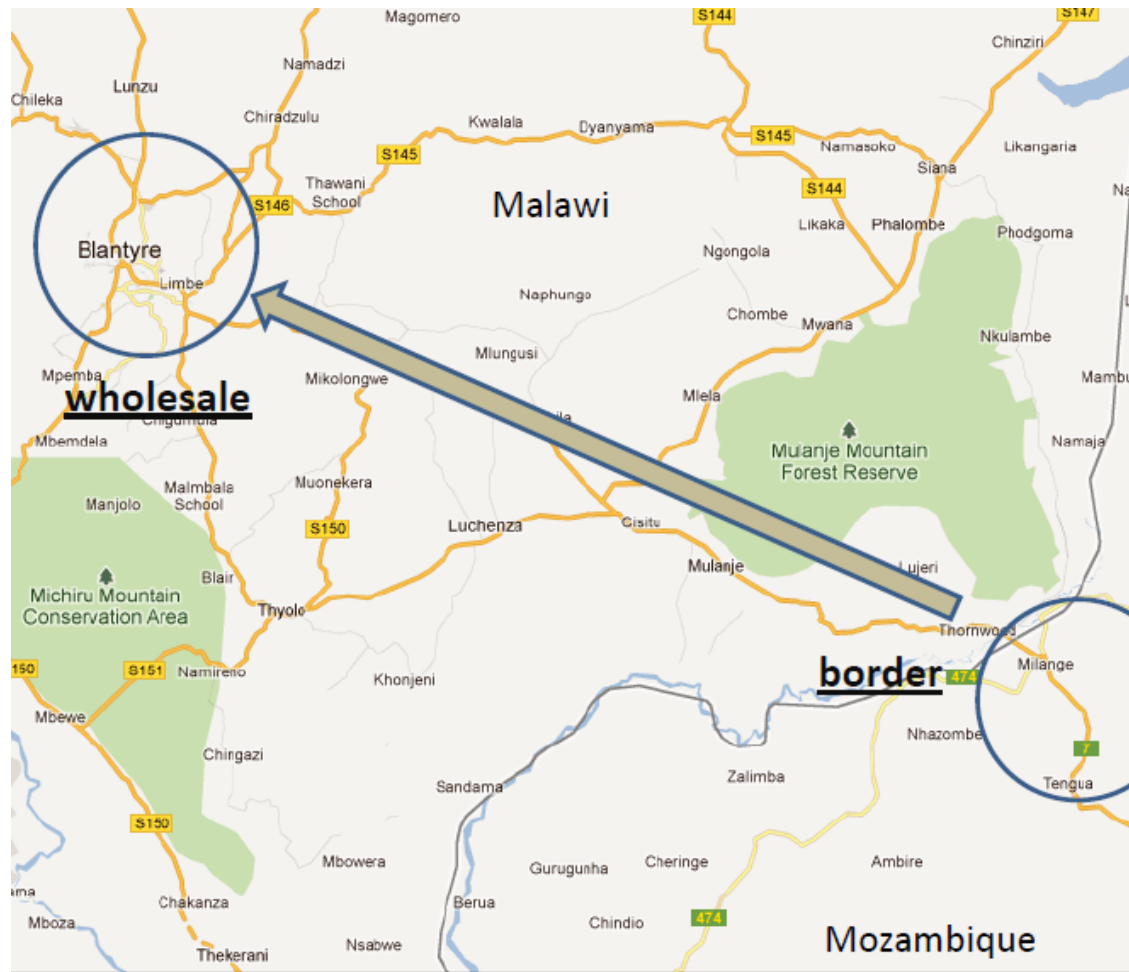 Magomero
S144
S147
Chinziri
Namadzi
Lunzu
Chileka
Chiradzulu
Kwalala
Dyanyama
S145
Namasoko
Likangaria
S145
Siana
Thawani
School
S144
S146
Malawi
Likaka
Phalombe
Phodgoma
Blantyre
Ngongola
Limbe
Naphungo
Chombe
Mwana
Nkulambe
Mlungusi
Mpemba
Mikolongwe
Mlela
wholesale
Mbemdela
Namaja
Mulanje Mountain
Forest Reserve
Malmbala
School
Muonekera
Manjolo
S150
Luchenza
Cisitu
Mulanje
Lujeri
Blair
Michiru Mountain
Conservation Area
Thyolo
Thornwood
Milange
border
474
S151
Namireno
Khonjeni
Mbewe
Nhazombe
7
Chingazi
Zalimba
Tengua
Sandama
S150
Mbowera
Gurugunha
Cheringe
Ambire
Chakanza
Berua
Chindio
474
Mboza
Nsabwe
Mozambique
Thekerani